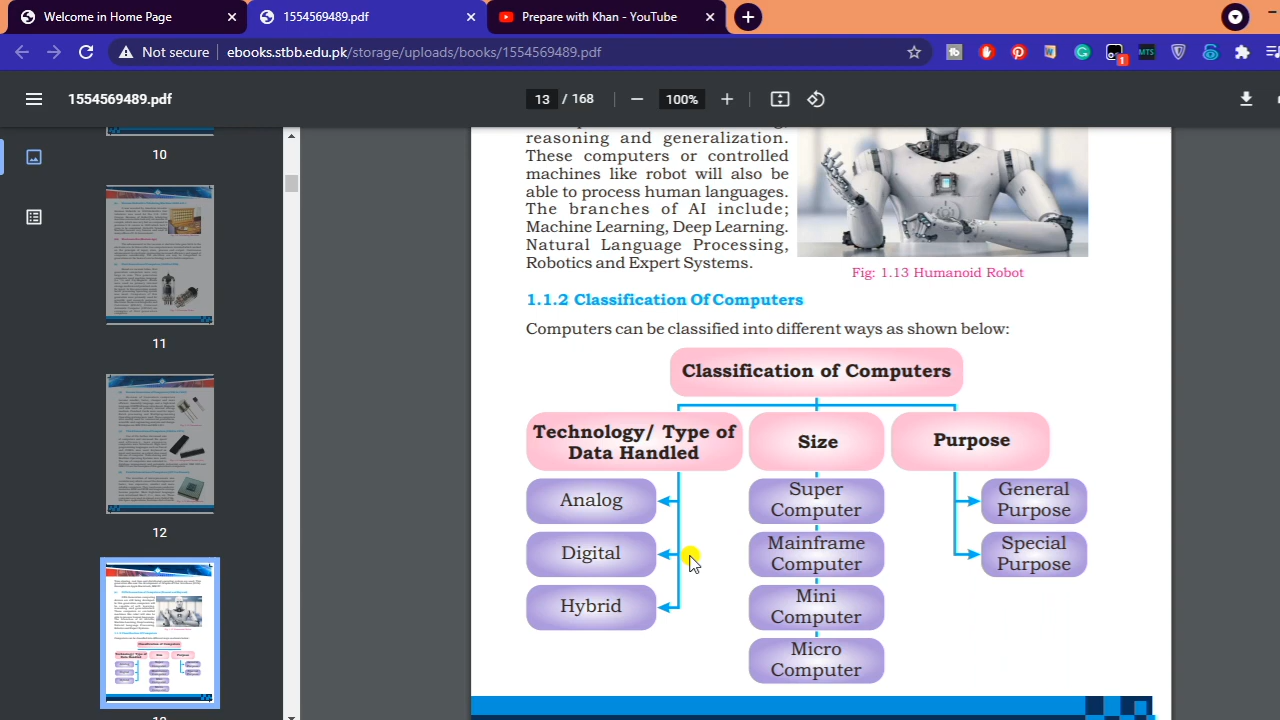 Welcome in Home Page
1554569489.pdf
Prepare with Khan - YouTube
Not secure
ebooks.stbb.edu.pk/storage/uploads/books/1554569489.pdf
1
MTS
1554569489.pdf
13 / 168
100%
10
11
12
reasoning and generalization.
These computers or controlled
machines like robot will also be
able to process human languages.
The branches of AI include;
Machine Learning, Deep Learning.
Natural Language Processing,
Robotics and Expert Systems.
Fig: 1.13 Humanoid Robot
1.1.2 Classification Of Computers
Computers can be classified into different ways as shown below:
Classification of Computers
Technology/ Type of
Data Handled
Size
Purpose
Analog
Digital
Hybrid
Super
Computer
Mainframe
Computer
Mini
Computer
Micro
Computer
General
Purpose
Special
Purpose